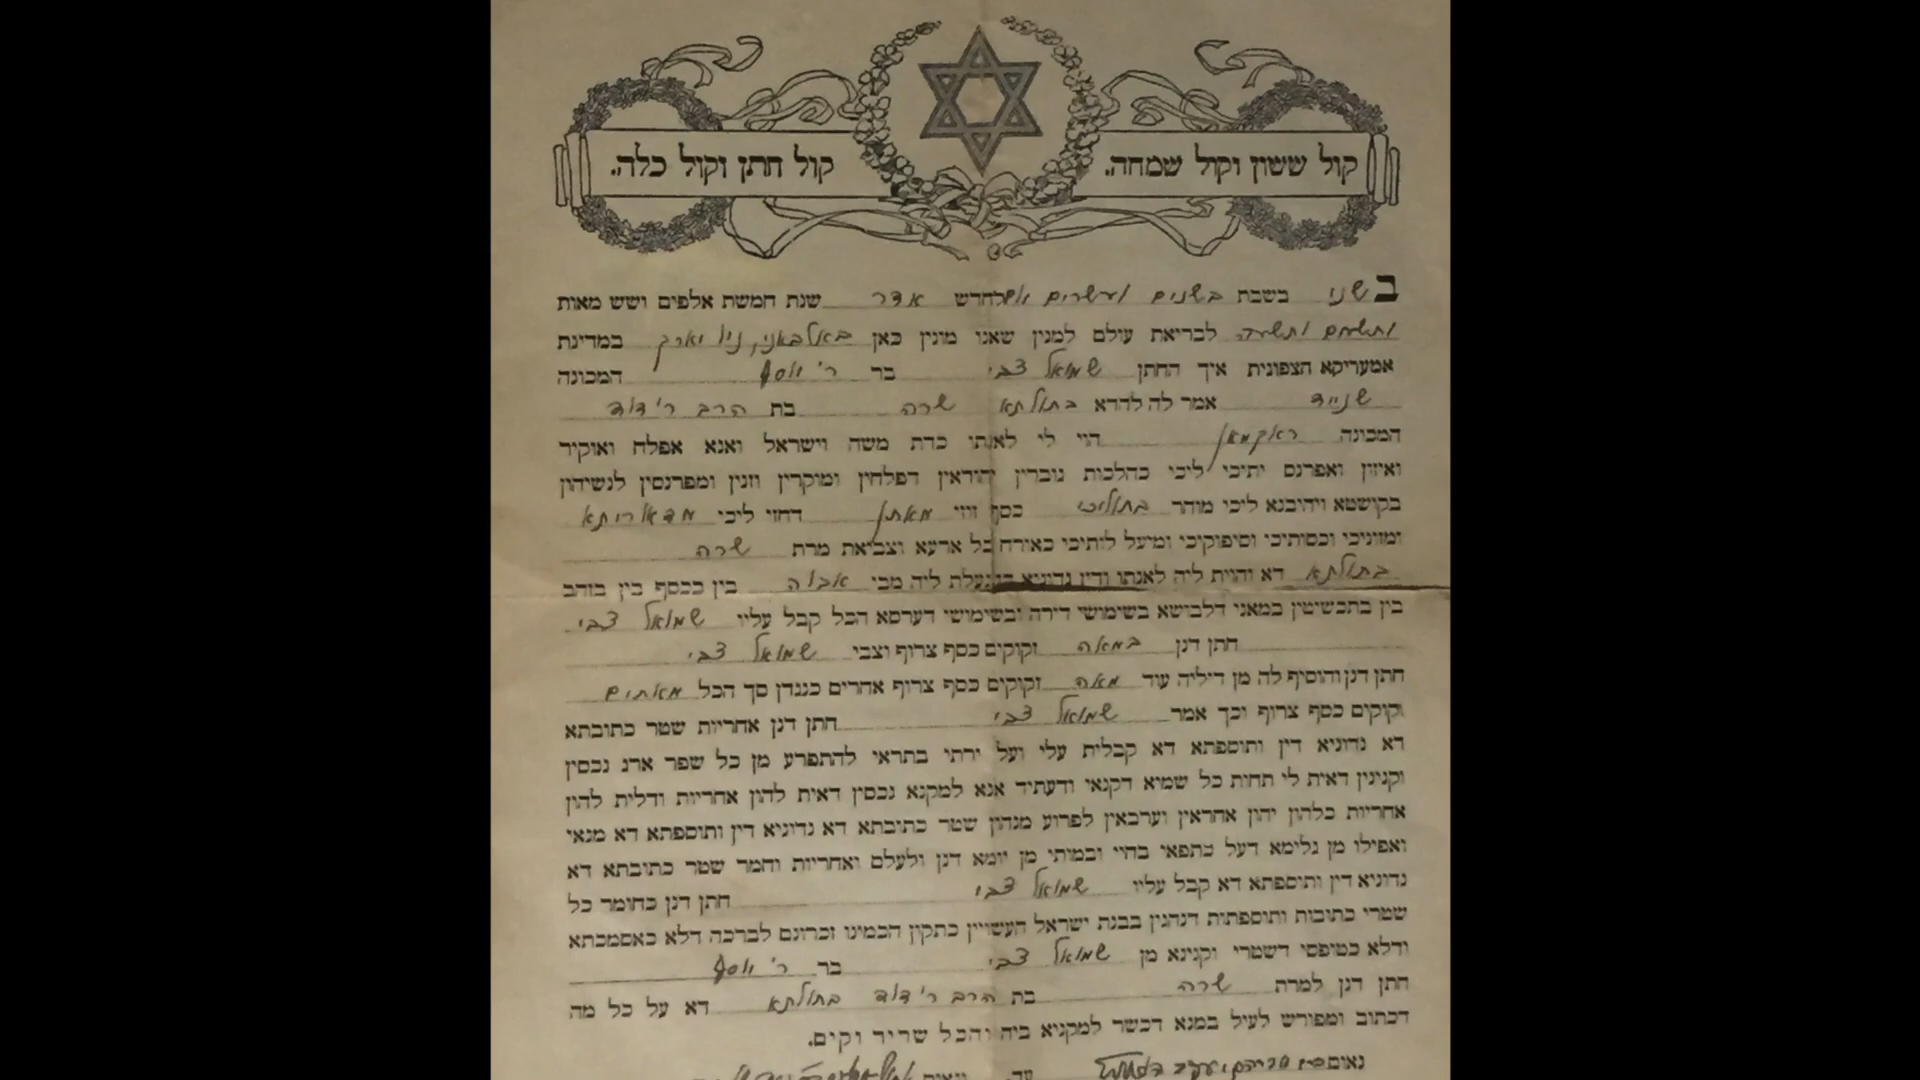 קול ששון וקול שמחה. קול חתן וקול כלה.
בשני בשבת בשנים ועשרים לחדש אדר שנת חמשת אלפים ושש מאות
ותשעה לבריאת עולם למנין שאנו מונין כאן באלבאני, ניו יארק במדינת
אמעריקא הצפונית איך החתן שמואל צבי בר ר' יוסף המכונה
שנייד אמר לה להדא בתולתא שרה בת הרב ר' דוד
המכונה ראקמאן הוי לי לאנתו כדת משה וישראל ואנא אפלח ואוקיר
ואיזון ואפרנס יתיכי ליכי כהלכות גוברין יהודאין דפלחין ומוקרין וזנין ומפרנסין לנשיהון
בקושטא ויהיבנא ליכי מוהר בתוליכי כסף זוזי מאתן דחזי ליכי מדאוריתא
ומזוניכי וכסותיכי וסיפוקיכי ומיעל לותיכי כאורח כל ארעא וצביאת מרת שרה
בתולתא דא והוית ליה לאנתו ודין נדוניא דהנעלת ליה מבי אבוה בין בכסף בין בזהב
בין בתכשיטין במאני דלבושא בשימושי דירה ובשימושי דערסא הכל קבל עליו שמואל צבי
חתן דנן במאה זקוקים כסף צרוף וצבי שמואל צבי
חתן דנן והוסיף לה מן דיליה עוד מאה זקוקים כסף צרוף אחרים כנגדן סך הכל מאתים
זקוקים כסף צרוף וכך אמר שמואל צבי חתן דנן אחריות שטר כתובתא
דא נדוניא דין ותוספתא דא קבלית עלי ועל ירתי בתראי להתפרע מן כל שפר ארג נכסין
וקנינין דאית לי תחות כל שמיא דקנאי ודעתיד אנא למקנא נכסין דאית להון אחריות ודלית להון
אחריות כלהון יהון אחראין וערבאין לפרוע מנהון שטר כתובתא דא נדוניא דין ותוספתא דא מנאי
ואפילו מן גלימא דעל כתפאי בחיי ובמותי מן יומא דנן ולעלם ואחריות וחמר שטר כתובתא דא
נדוניא דין ותוספתא דא קבל עליו שמואל צבי חתן דנן כחומר כל
שטרי כתובות ותוספתות דנהגין בבנת ישראל העשויין כתקון חכמינו זכרונם לברכה דלא כאסמכתא
ודלא כטופסי דשטרי וקנינא מן שמואל צבי בר ר' יוסף
חתן דנן למרת שרה בת הרב ר' דוד בתולתא דא על כל מה
דכתוב ומפורש לעיל במנא דכשר למקניא ביה והכל שריר וקים.
נאום עד. ונאום